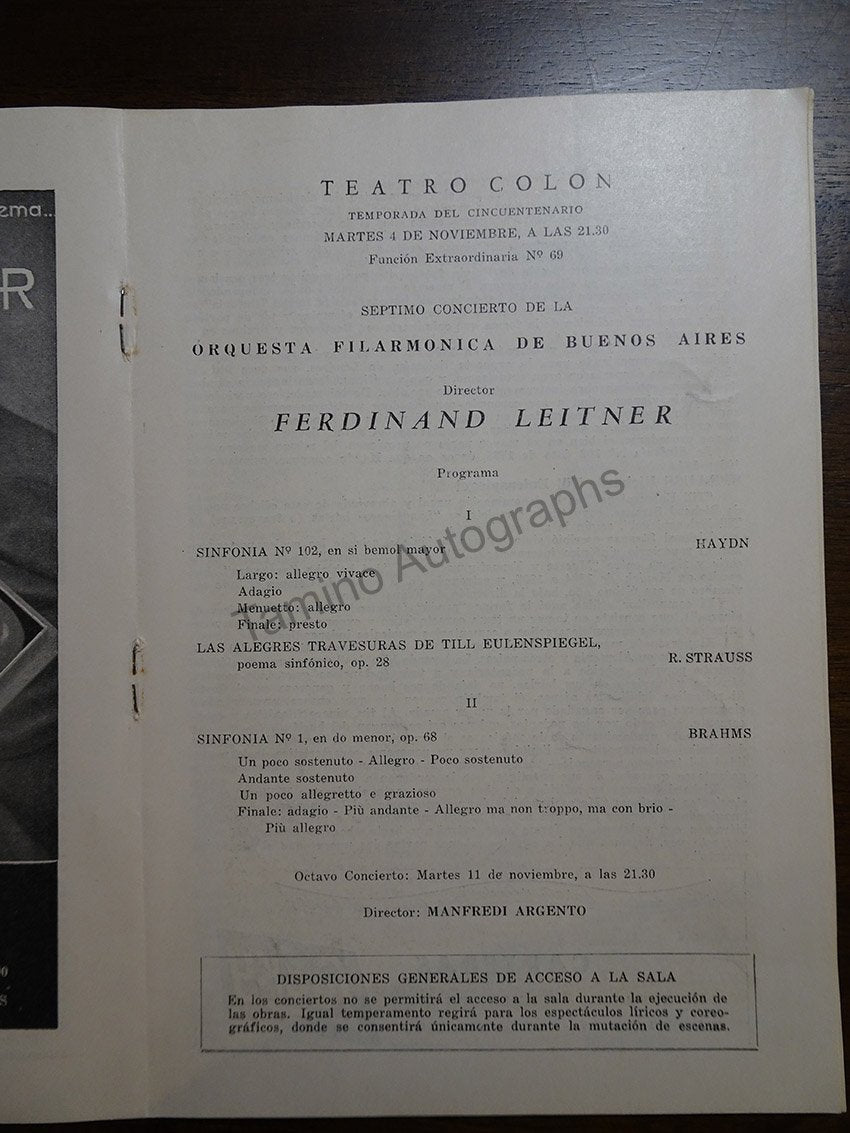 ema...
R
TEATRO COLON
TEMPORADA DEL CINCUENTENARIO
MARTES 4 DE NOVIEMBRE, A LAS 21.30
Función Extraordinaria Nº 69
SEPTIMO CONCIERTO DE LA
ORQUESTA FILARMONICA DE BUENOS AIRES
Director
FERDINAND LEITNER
Programa
I
SINFONIA Nº 102, en si bemol mayor HAYDN
Largo: allegro vivace
Adagio
Menuetto: allegro
Finale: presto
LAS ALEGRES TRAVESURAS DE TILL EULENSPIEGEL,
poema sinfónico, op. 28 R. STRAUSS
II
SINFONIA Nº 1, en do menor, op. 68 BRAHMS
Un poco sostenuto - Allegro - Poco sostenuto
Andante sostenuto
Un poco allegretto e grazioso
Finale: adagio - Più andante - Allegro ma non troppo, ma con brio -
Più allegro
Octavo Concierto: Martes 11 de noviembre, a las 21.30
Director: MANFREDI ARGENTO
DISPOSICIONES GENERALES DE ACCESO A LA SALA
En los conciertos no se permitirá el acceso a la sala durante la ejecución de
las obras. Igual temperamento regirá para los espectáculos líricos y coreo-
gráficos, donde se consentirá únicamente durante la mutación de escenas.
Tamino Autographs